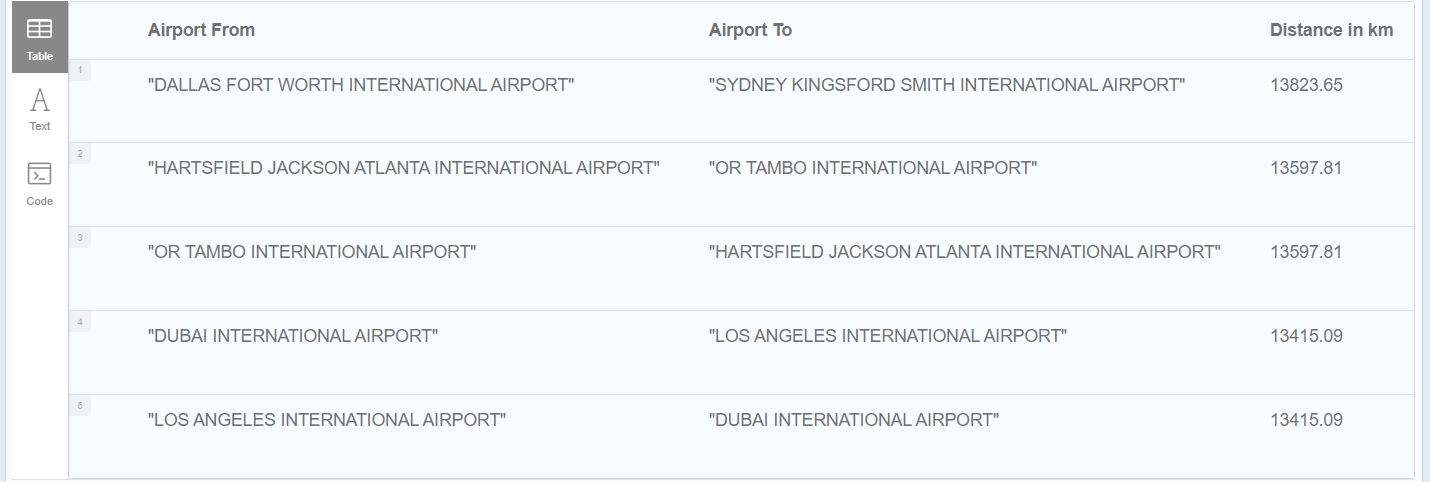 Airport From Airport To Distance in km
Table
1 "DALLAS FORT WORTH INTERNATIONAL AIRPORT" "SYDNEY KINGSFORD SMITH INTERNATIONAL AIRPORT" 13823.65
Text
2 "HARTSFIELD JACKSON ATLANTA INTERNATIONAL AIRPORT" "OR TAMBO INTERNATIONAL AIRPORT" 13597.81
Code
3 "OR TAMBO INTERNATIONAL AIRPORT" "HARTSFIELD JACKSON ATLANTA INTERNATIONAL AIRPORT" 13597.81
4 "DUBAI INTERNATIONAL AIRPORT" "LOS ANGELES INTERNATIONAL AIRPORT" 13415.09
5 "LOS ANGELES INTERNATIONAL AIRPORT" "DUBAI INTERNATIONAL AIRPORT" 13415.09